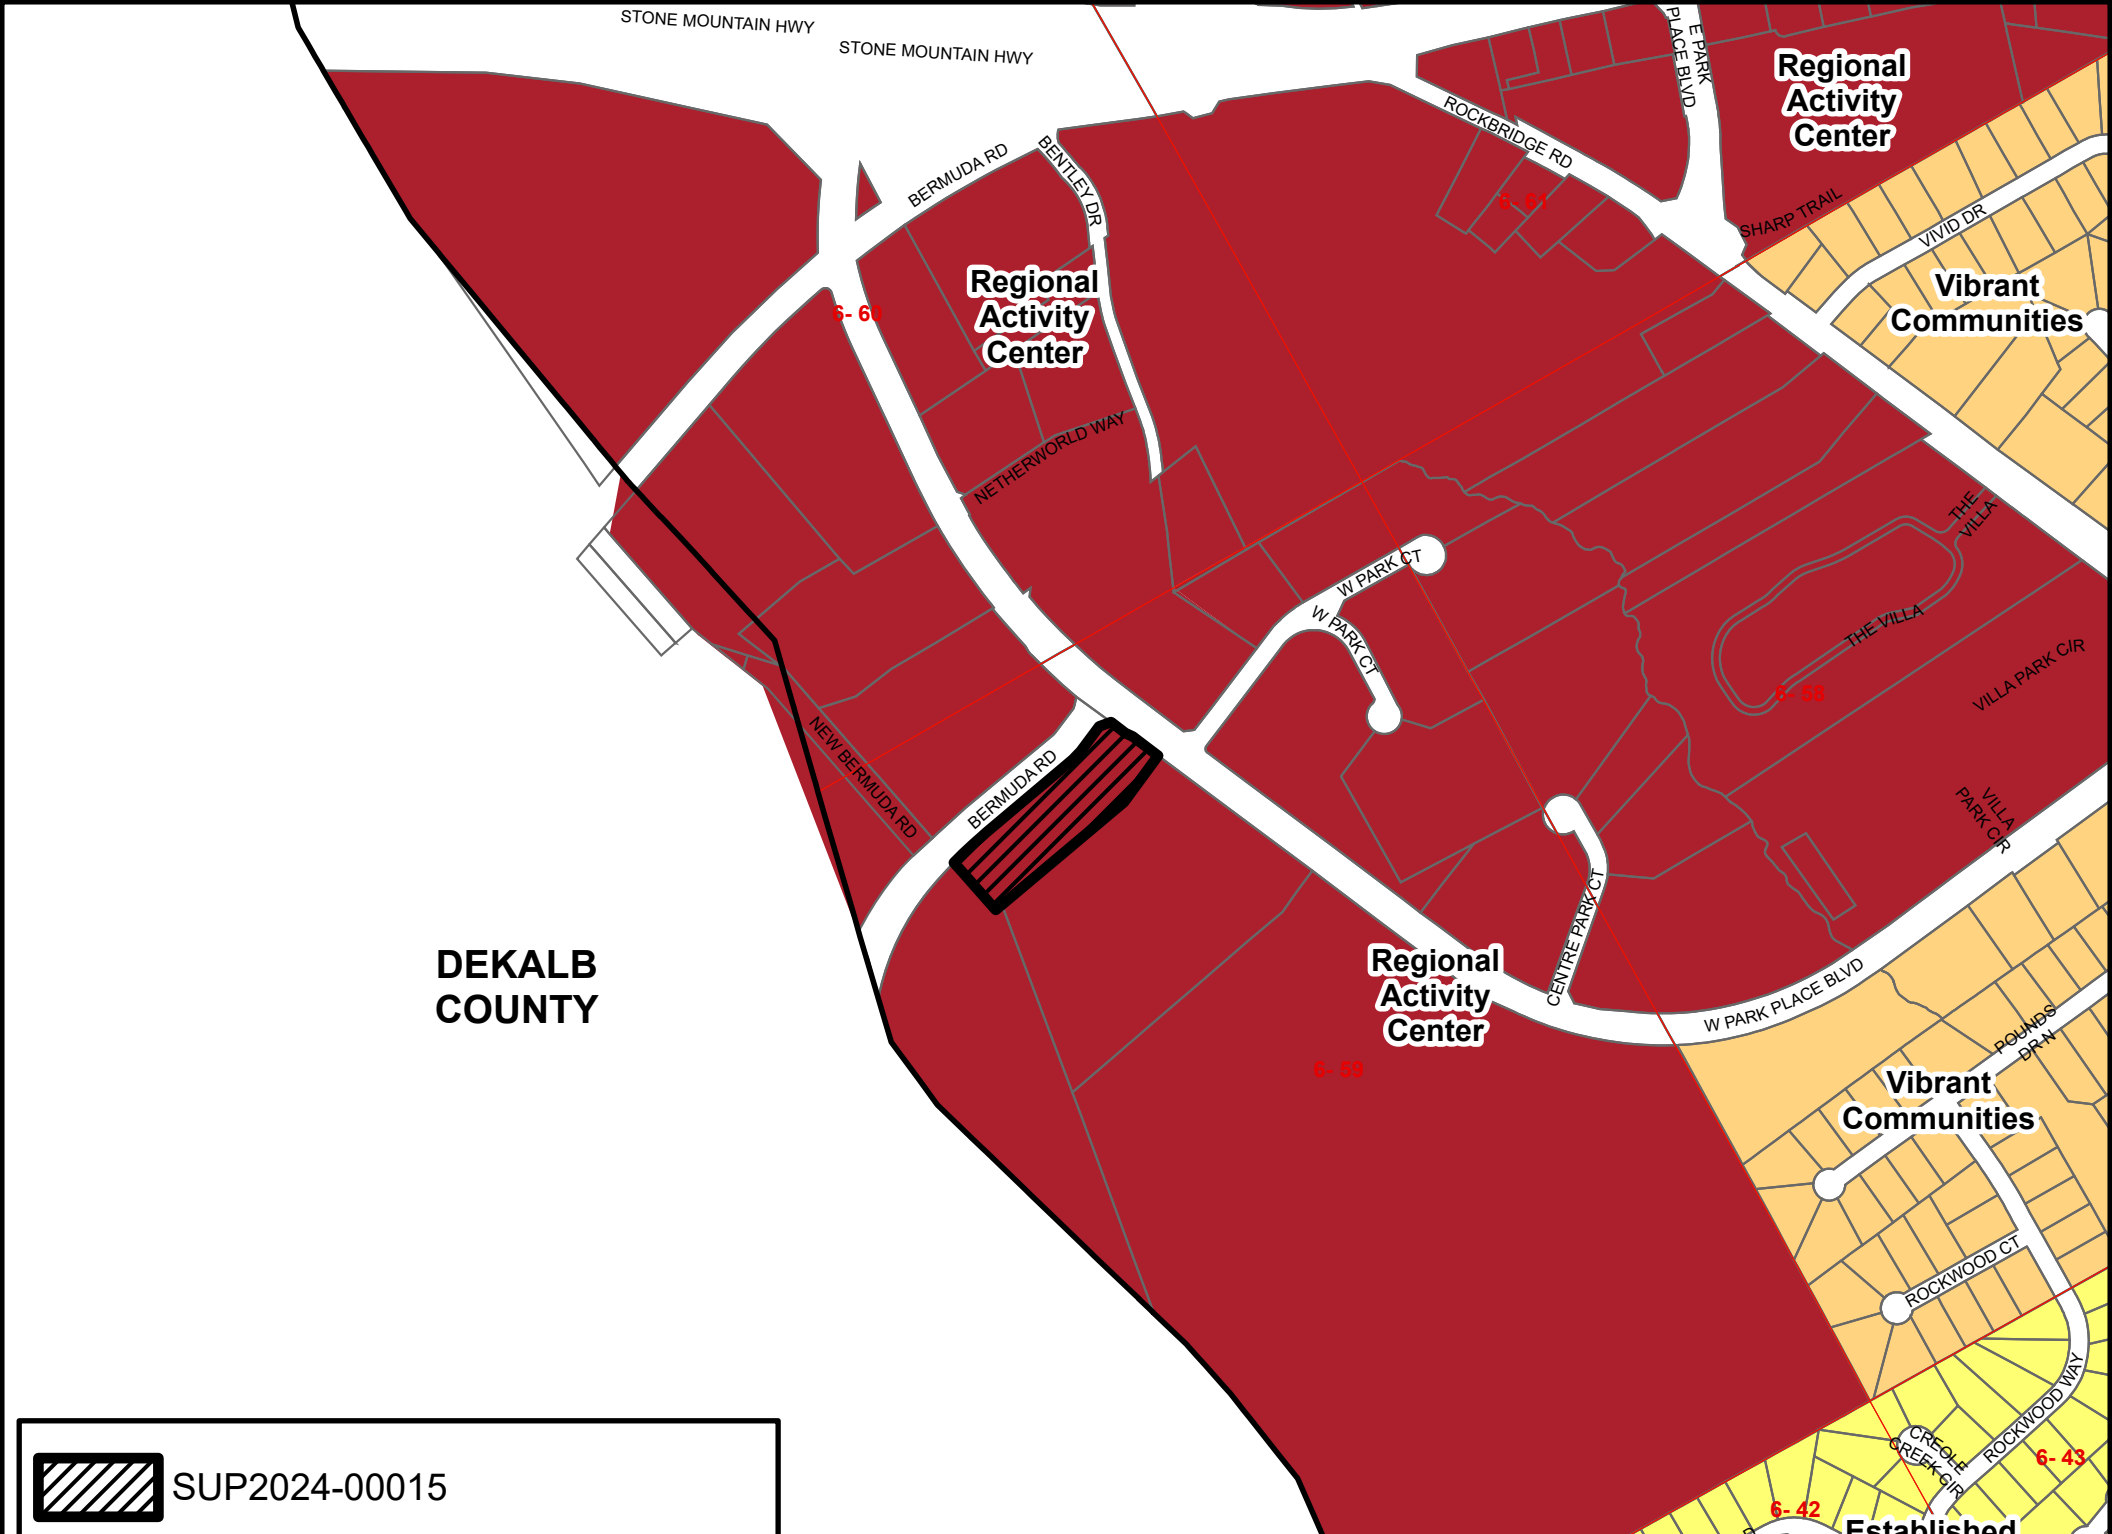 STONE MOUNTAIN HWY
STONE MOUNTAIN HWY
E PARK
PLACE BLVD
Regional
Activity
Center
ROCKBRIDGE RD
BERMUDA RD
BENTLEY DR
6- 61
SHARP TRAIL
VIVID DR
Regional
Activity
Center
Vibrant
Communities
6- 60
NETHERWORLD WAY
THE
VILLA
W PARK CT
W PARK CT
THE VILLA
VILLA PARK CIR
6- 58
NEW BERMUDA RD
BERMUDA RD
VILLA
PARK CIR
CENTRE PARK CT
DEKALB
COUNTY
Regional
Activity
Center
W PARK PLACE BLVD
POUNDS
DR N
6- 59
Vibrant
Communities
ROCKWOOD CT
ROCKWOOD WAY
CREOLE
CREEK CIR
6- 43
SUP2024-00015
6- 42
Established